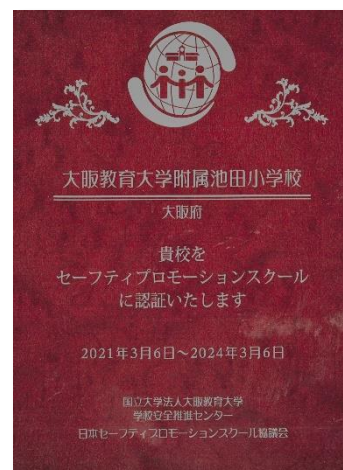 大阪教育大学附属池田小学校
大阪府
貴校を
セーフティプロモーションスクール
に認証いたします
2021年3月6日～2024年3月6日
国立大学法人大阪教育大学
学校安全推進センター
日本セーフティプロモーションスクール協議会